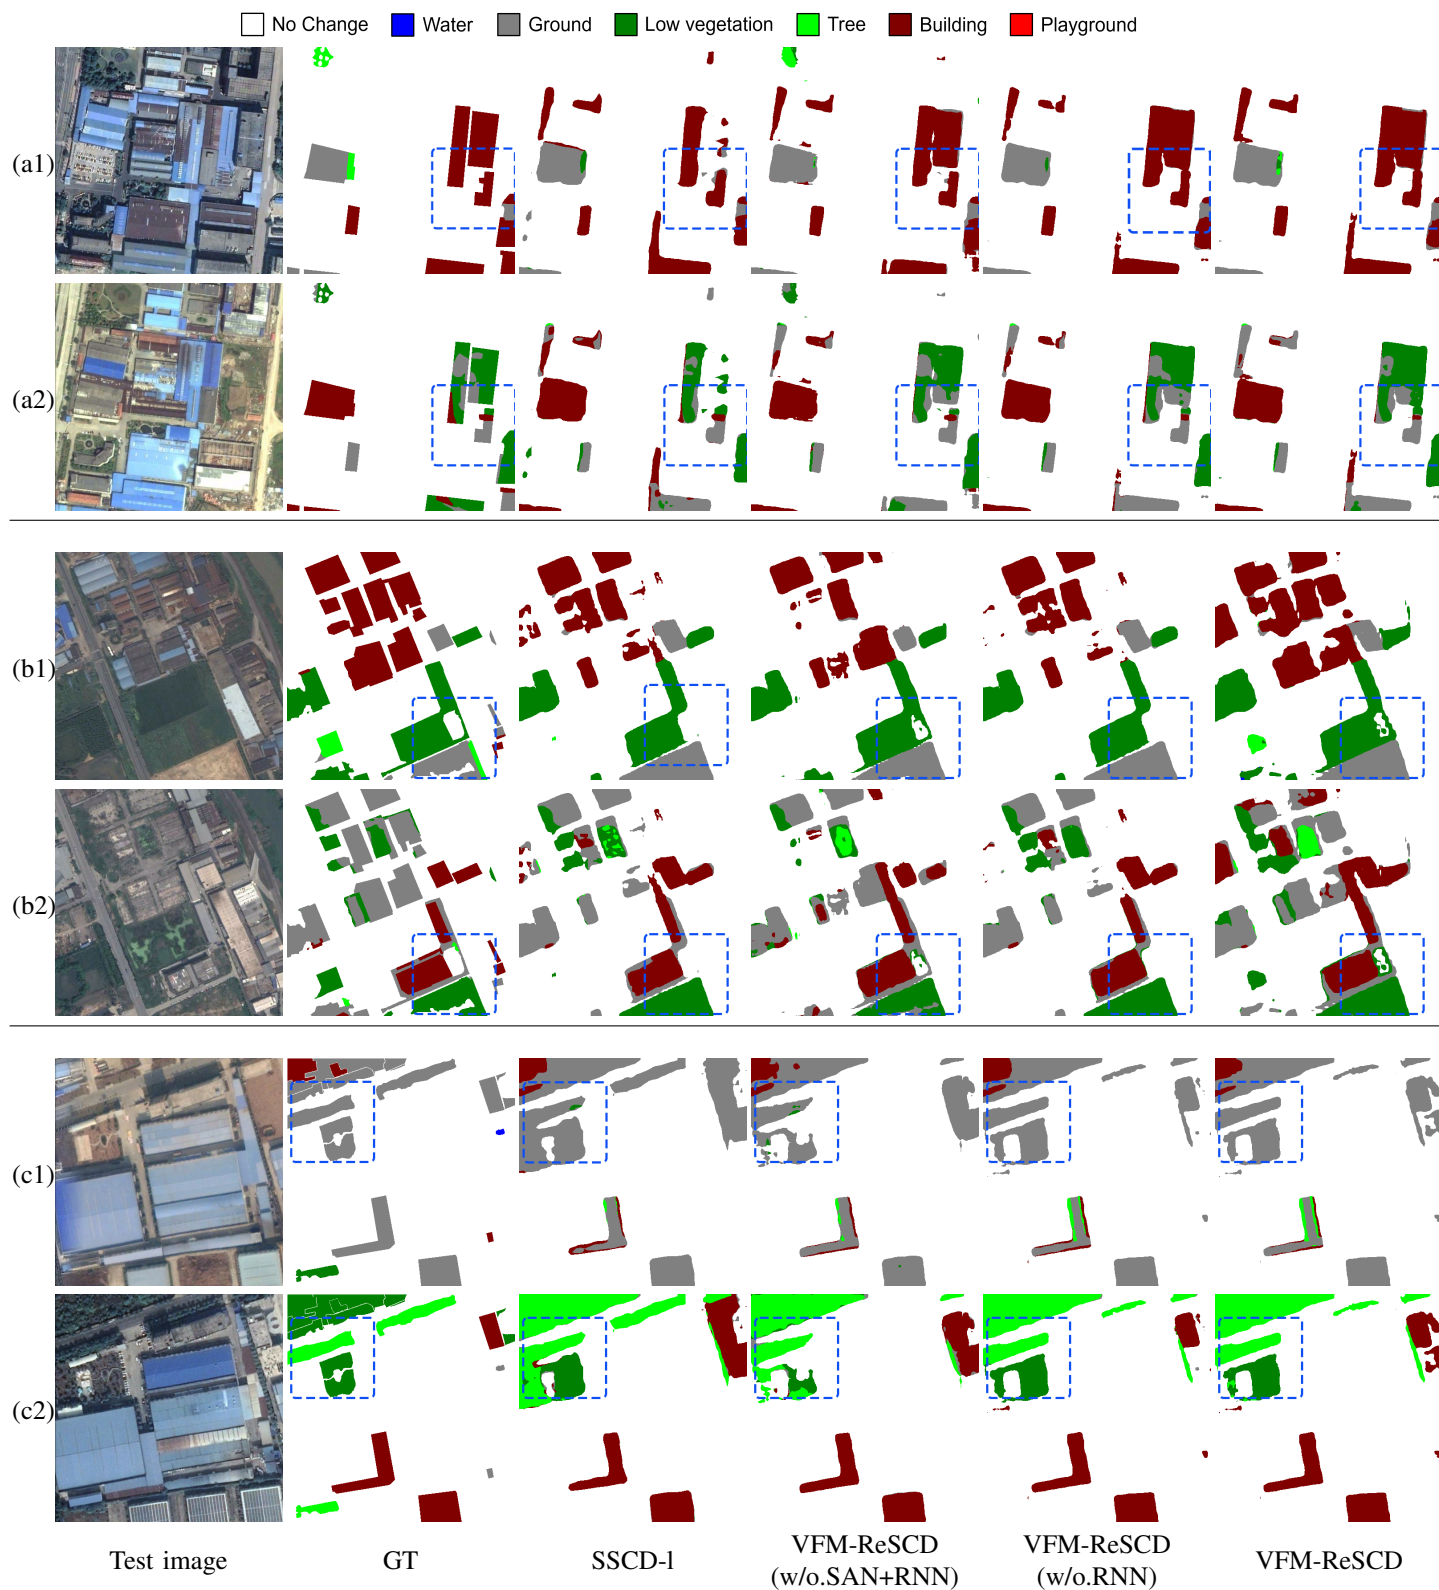 No Change Water Ground Low vegetation Tree Building Playground
(a1)
(a2)
(b1)
(b2)
(c1)
(c2)
Test image GT SSCD-l VFM-ReSCD (w/o.SAN+RNN) VFM-ReSCD (w/o.RNN) VFM-ReSCD